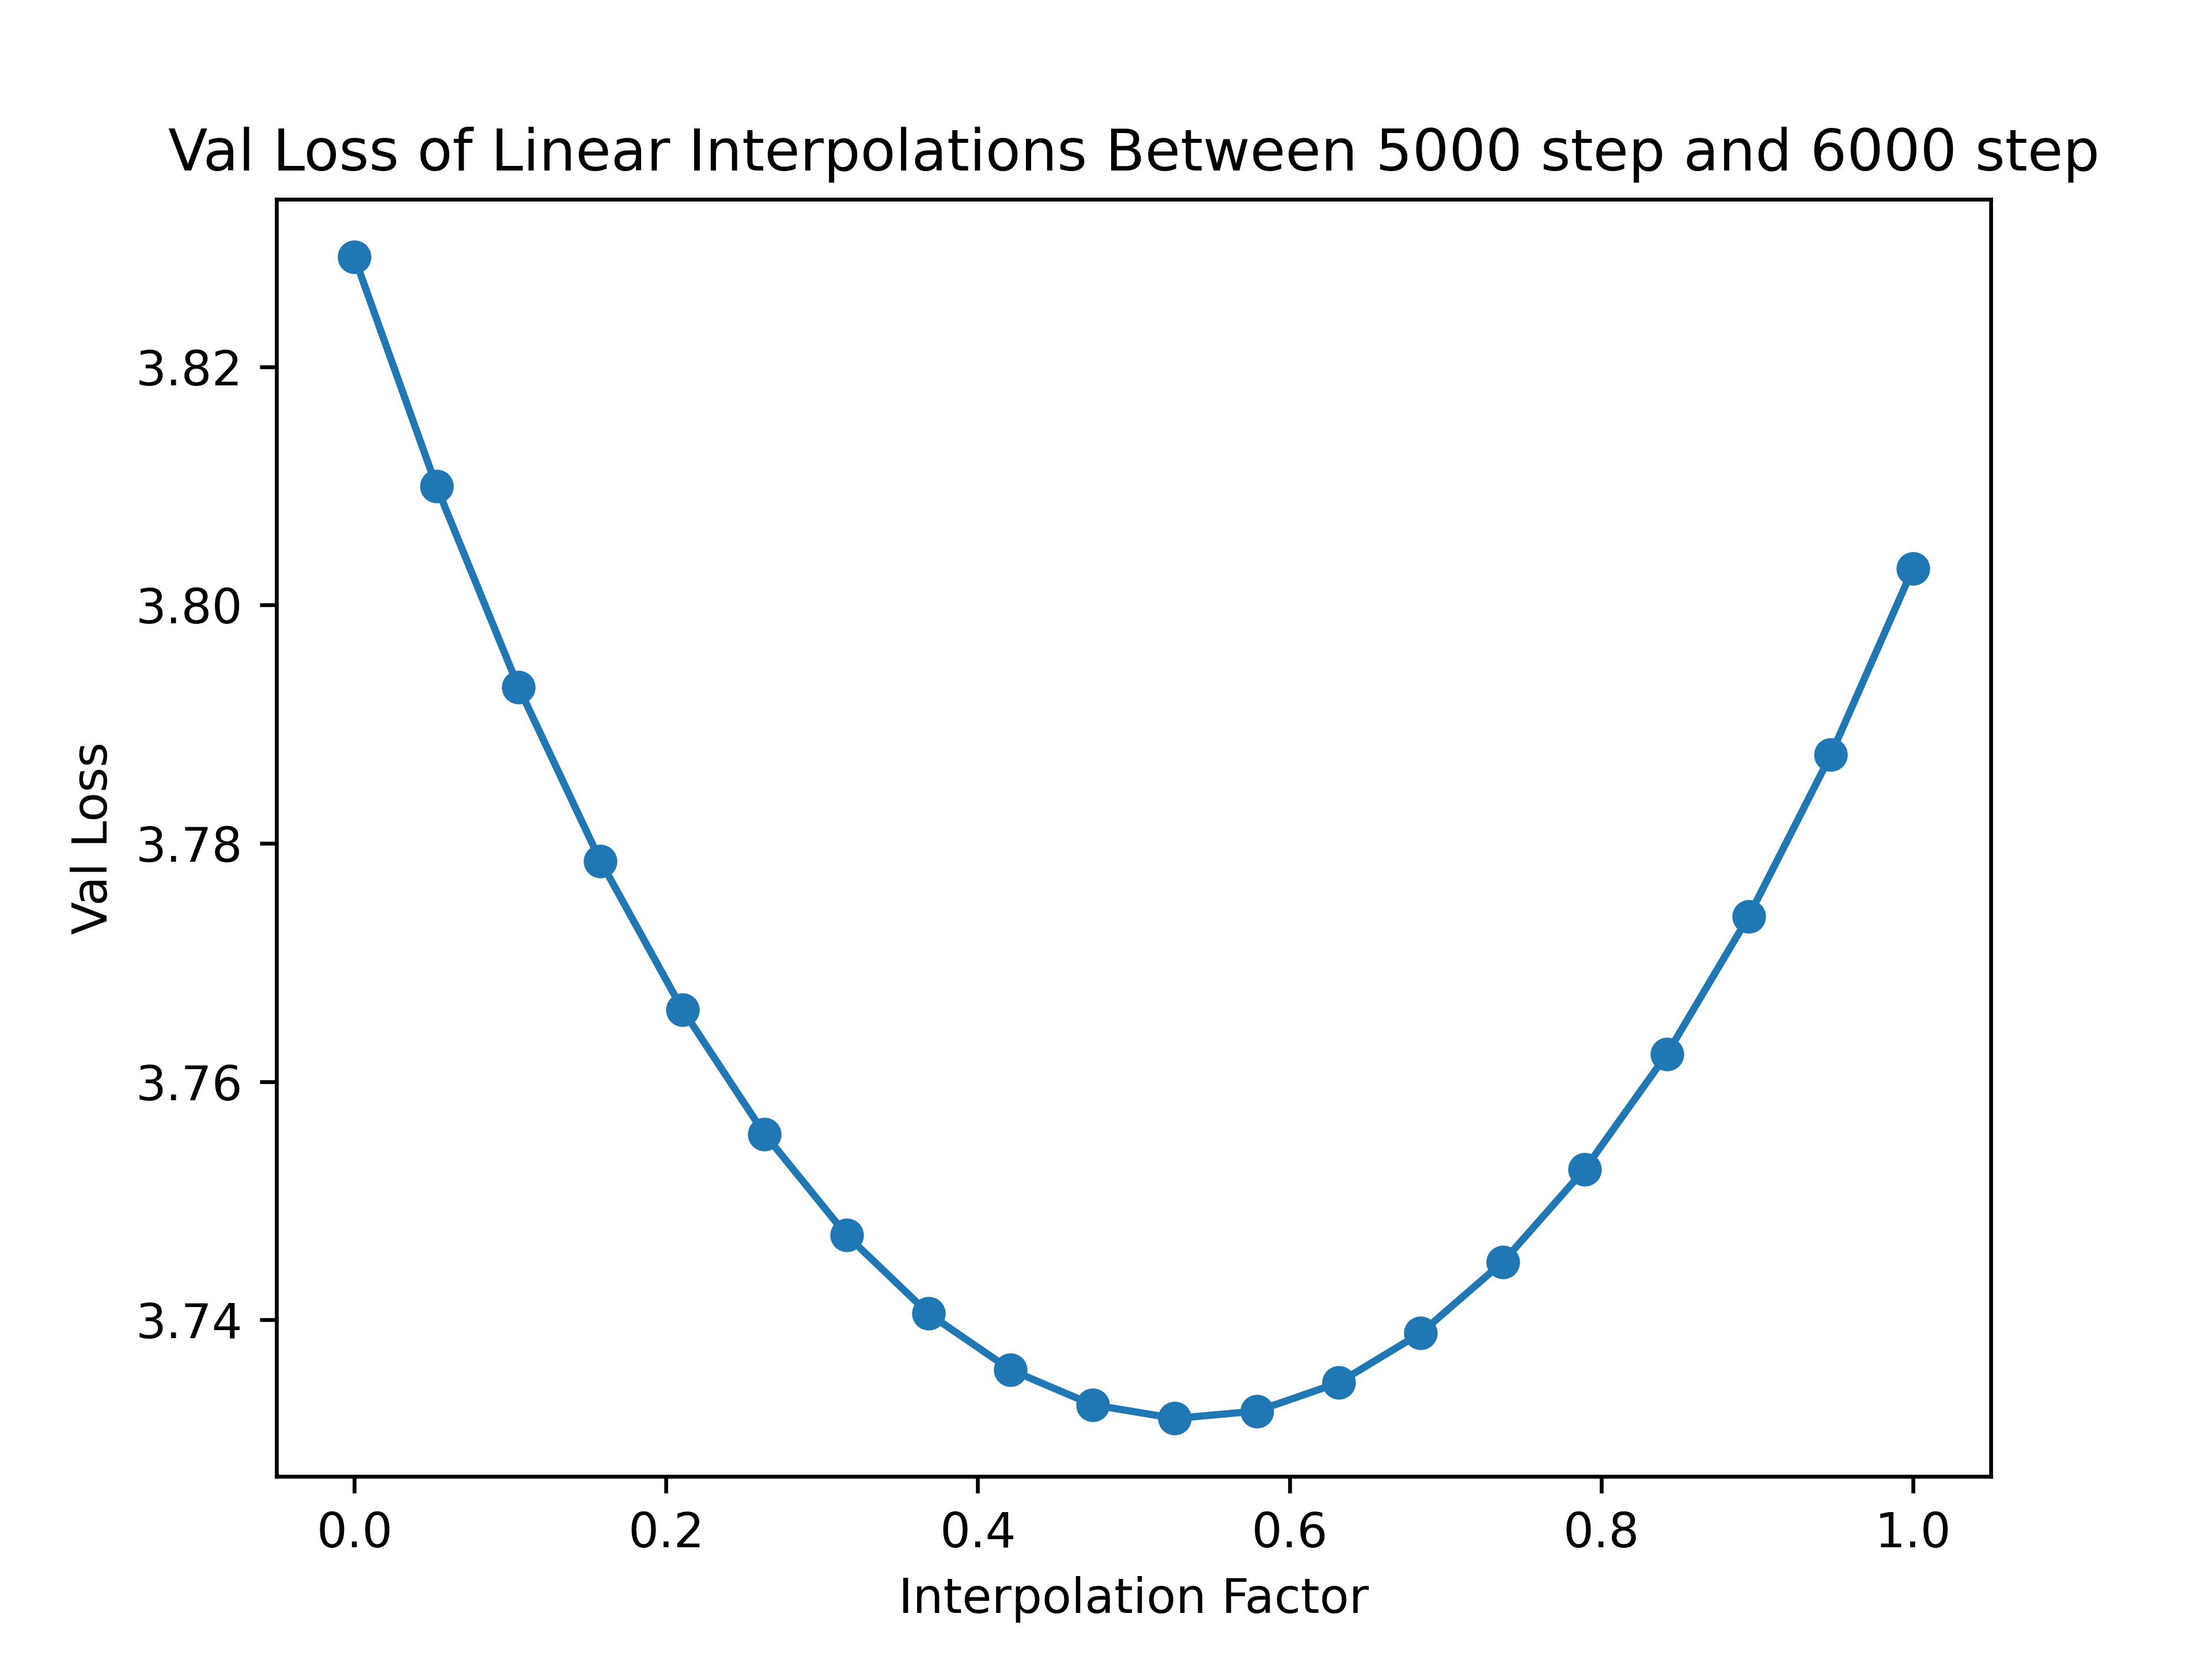 Val Loss of Linear Interpolations Between 5000 step and 6000 step
3.82
3.80
3.78
3.76
3.74
Val Loss
0.0 0.2 0.4 0.6 0.8 1.0
Interpolation Factor